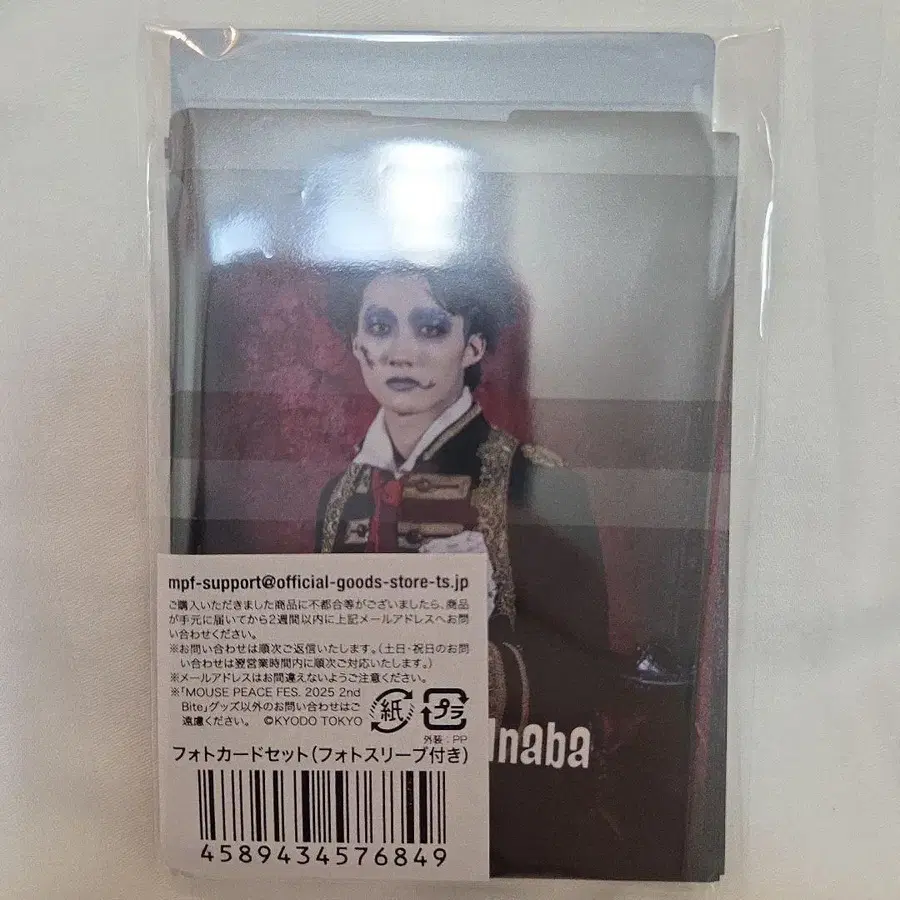 mpf-support@official-goods-store-ts.jp
ご購入いただきました商品に不都合等がございましたら、商品
が手元に届いてから2週間以内に上記メールアドレスへお問
い合わせください。
※お問い合わせは順次ご返信いたします。(土日・祝日のお問
い合わせは翌営業時間内に順次ご対応いたします。)
※メールアドレスはお間違えないようご注意ください。
※「MOUSE PEACE FES. 2025 2nd
Bite」グッズ以外のお問い合わせはご
遠慮ください。 ©KYODO TOKYO
紙
プラ
外装:PP
フォトカードセット(フォトスリーブ付き)
4589434576849
Inaba